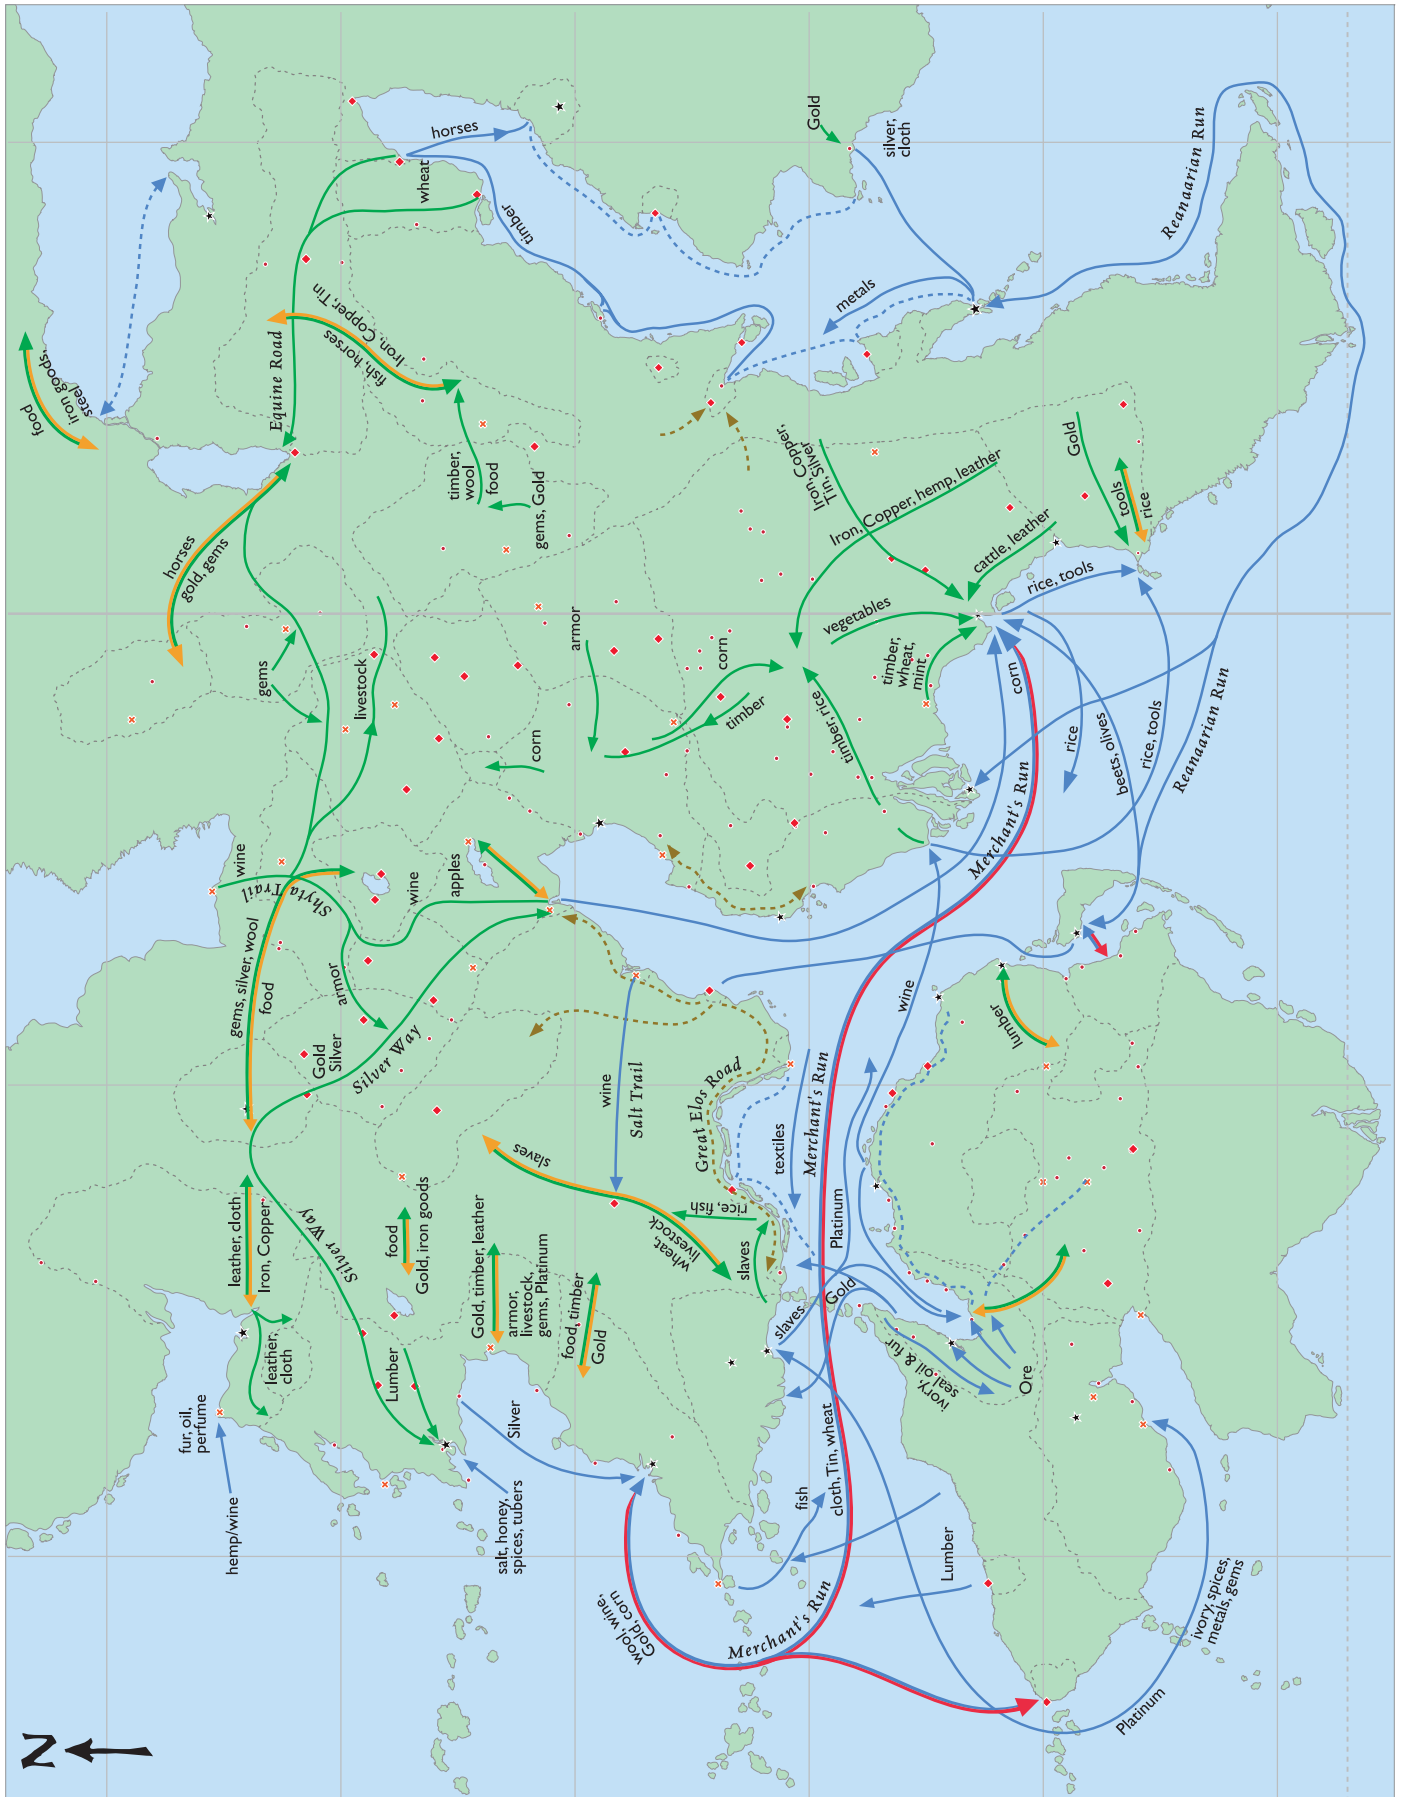 horses
wheat
timber
Gold
silver,
cloth
Reanaarian Run
metals
food
iron goods,
steel
Equine Road
Iron, Copper, Tin
fish, horses
timber,
wool
food
gems, Gold
horses
gold, gems
Iron, Copper,
Tin, Silver
Iron, Copper, hemp, leather
Gold
tools
rice
cattle, leather
rice, tools
vegetables
timber,
wheat,
mint
armor
corn
timber
timber, rice
gems
livestock
corn
corn
rice
beets, olives
rice, tools
Reanaarian Run
Merchant's Run
wine
Shyta Trail
wine
apples
gems, silver, wool
food
armor
Gold
Silver
Silver Way
wine
Salt Trail
Great Elos Road
textiles
Merchant's Run
wine
lumber
slaves
wheat,
livestock
rice, fish
slaves
Platinum
Gold
slaves
leather, cloth
Iron, Copper
Silver Way
food
Gold, iron goods
Gold, timber, leather
armor,
livestock,
gems, Platinum
food, timber
Gold
leather,
cloth
Lumber
fur, oil,
perfume
hemp/wine
Silver
salt, honey,
spices, tubers
ivory,
seal oil & fur
Ore
fish
cloth, Tin, wheat
Lumber
wool, wine,
Gold, corn
Merchant's Run
ivory, spices,
metals, gems
Platinum
N